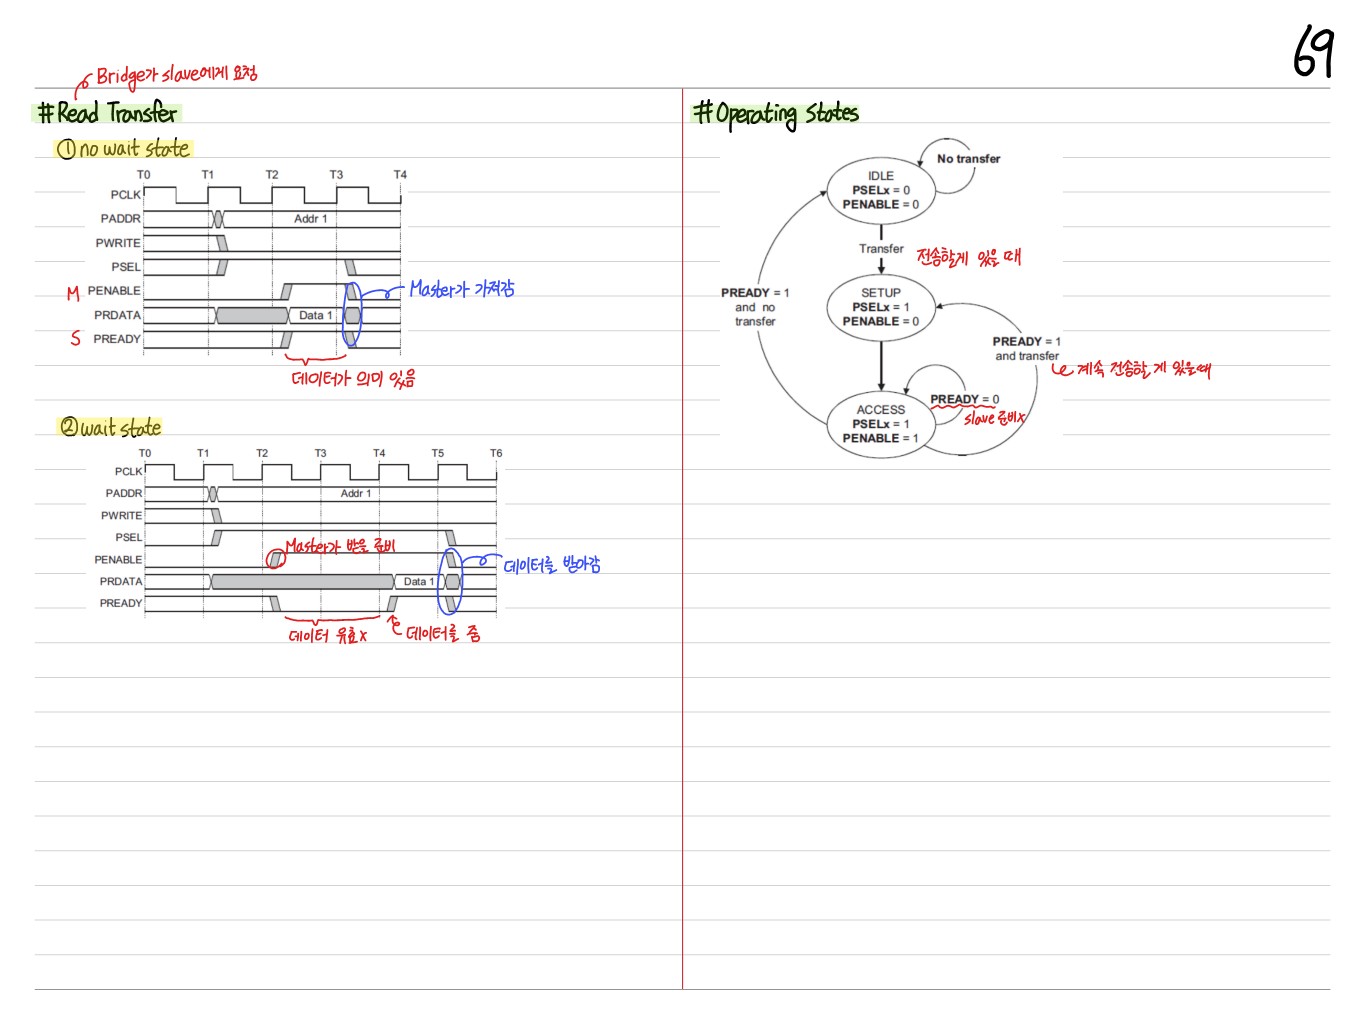 69
Bridge가 slave에게 요청
#Read Transfer
① no wait state
T0 T1 T2 T3 T4
PCLK
PADDR Addr 1
PWRITE
PSEL
M PENABLE Master가 가져감
PRDATA Data 1
S PREADY
데이터가 의미 있음
② wait state
T0 T1 T2 T3 T4 T5 T6
PCLK
PADDR Addr 1
PWRITE
PSEL
Master가 받을 준비
PENABLE 데이터를 받아감
PRDATA Data 1
PREADY
데이터 유효x 데이터를 줌
#Operating States
No transfer
IDLE
PSELx = 0
PENABLE = 0
Transfer 전송할게 있을 때
SETUP
PSELx = 1
PENABLE = 0
PREADY = 1
and no
transfer
PREADY = 1
and transfer
계속 전송할 게 있을때
PREADY = 0
slave 준비x
ACCESS
PSELx = 1
PENABLE = 1